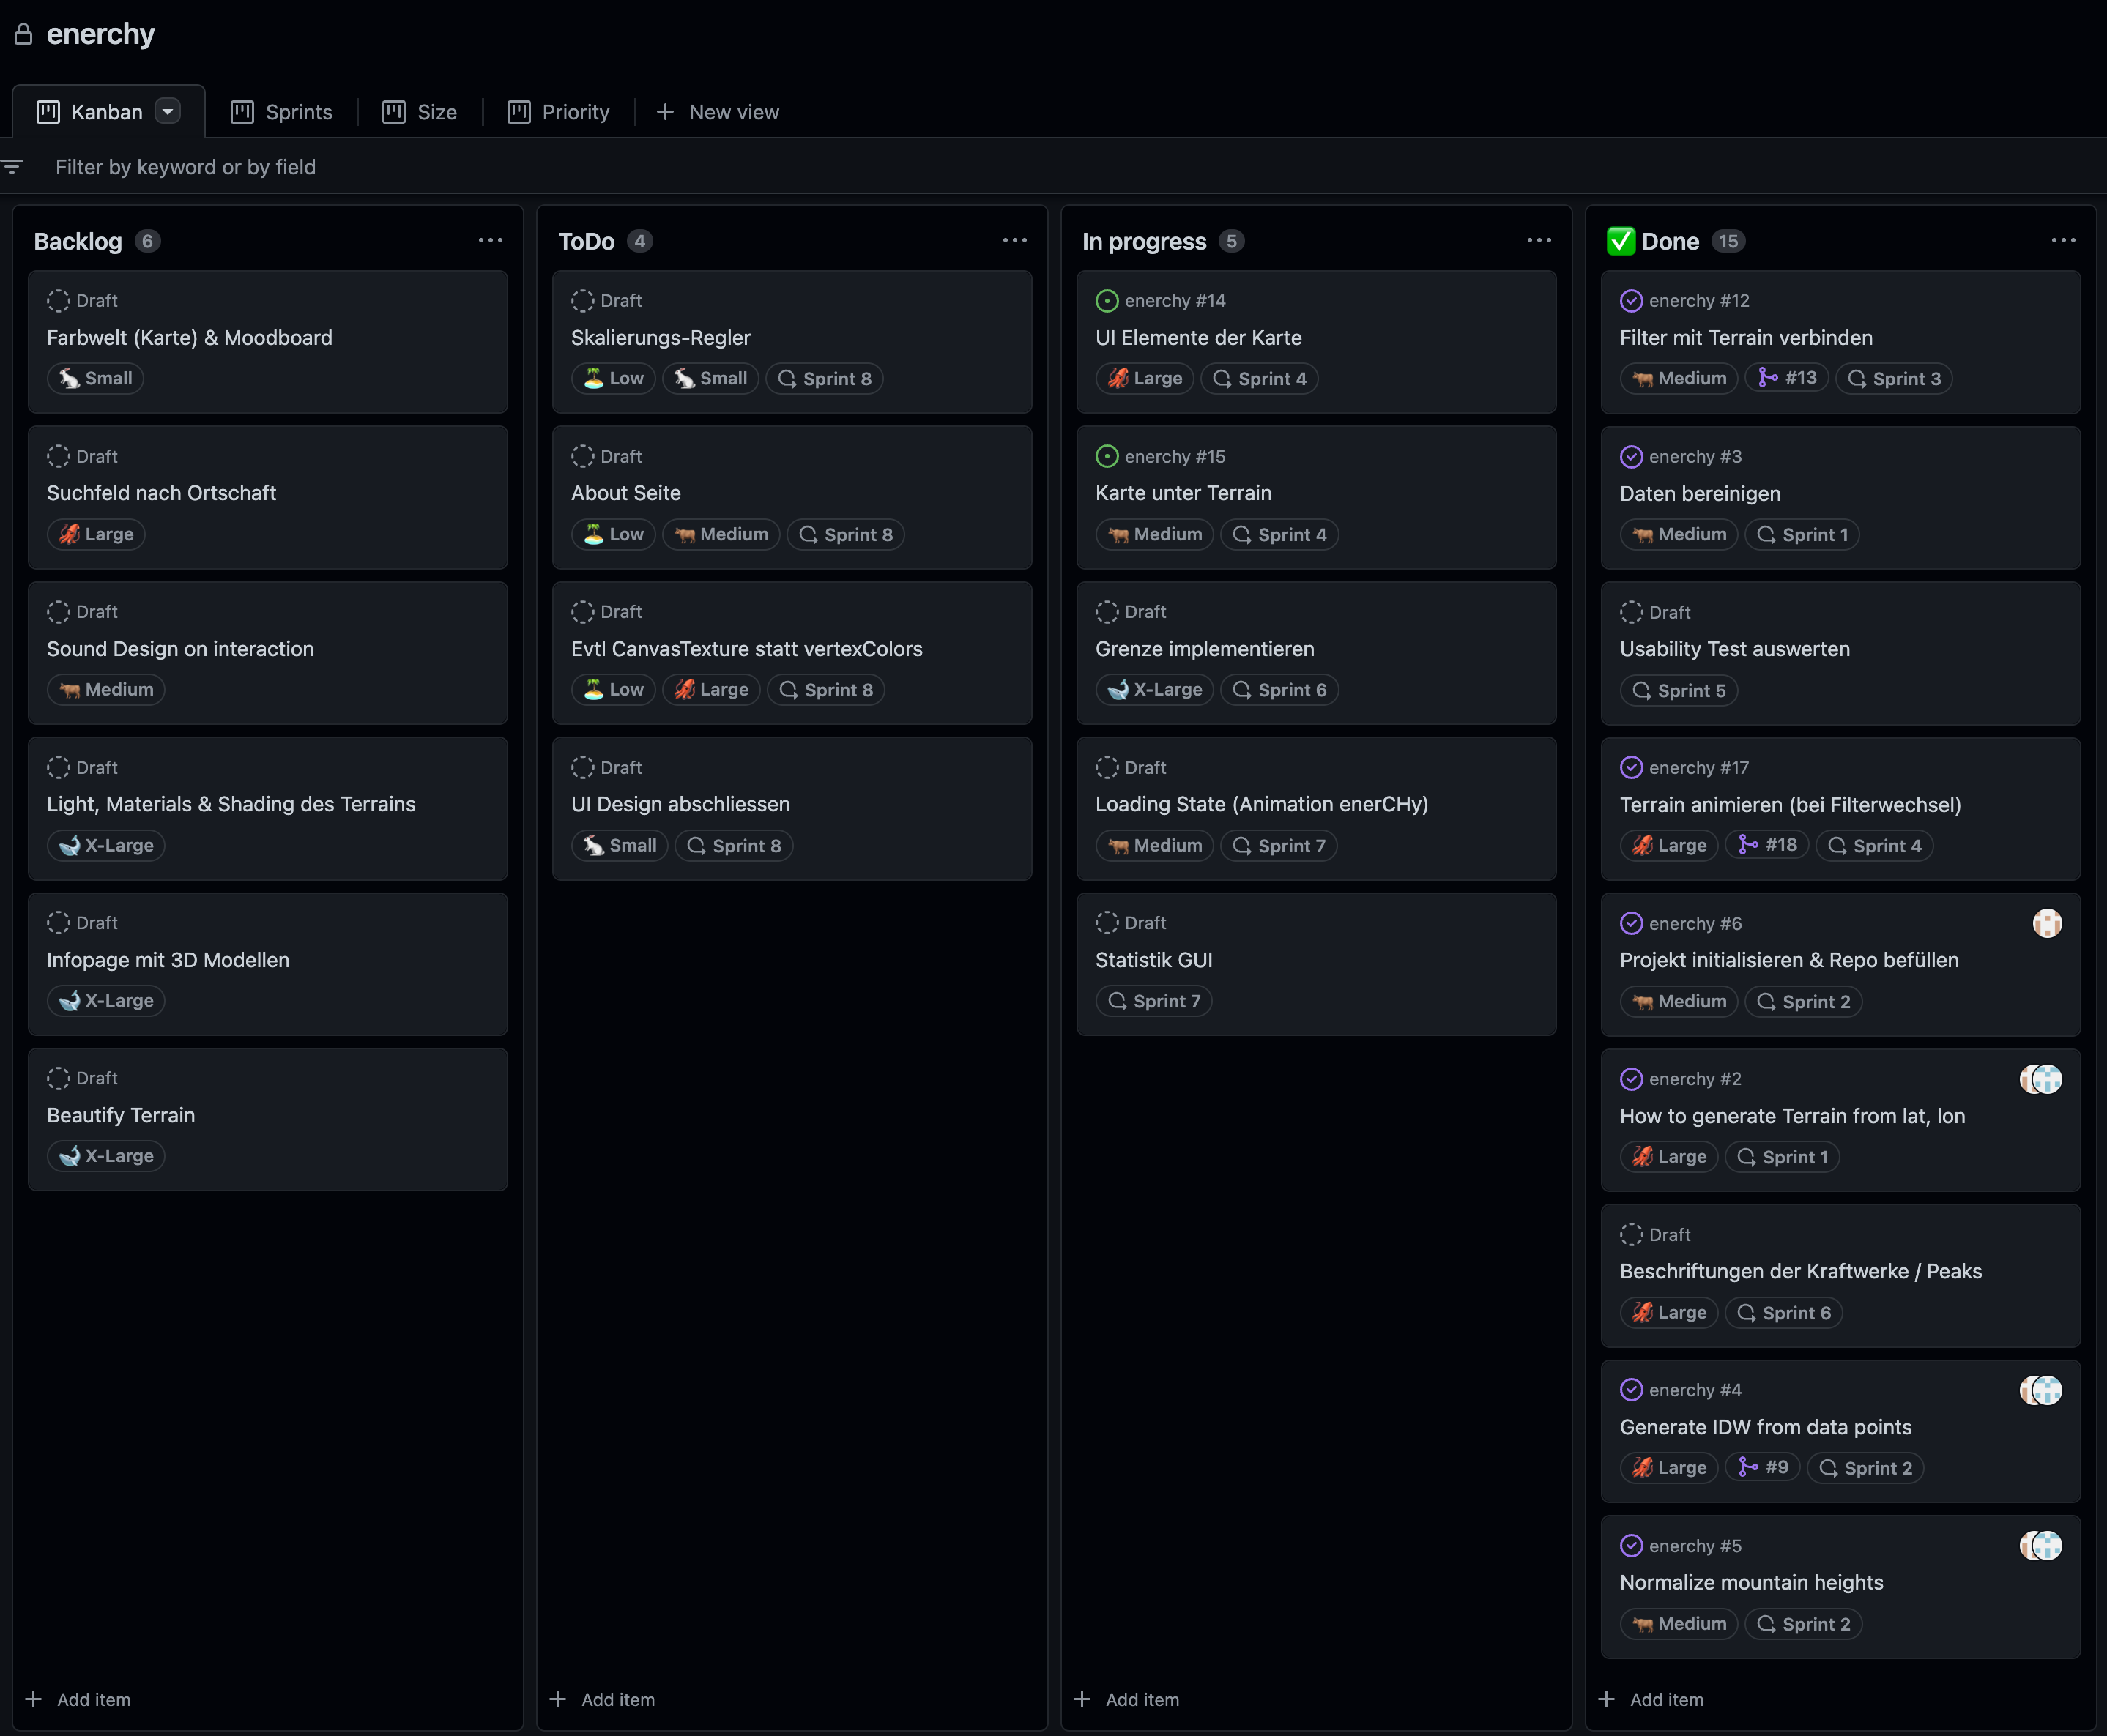 enerchy
Kanban
Sprints
Size
Priority
New view
Filter by keyword or by field
Backlog 6
Draft
Farbwelt (Karte) & Moodboard
Small
Draft
Suchfeld nach Ortschaft
Large
Draft
Sound Design on interaction
Medium
Draft
Light, Materials & Shading des Terrains
X-Large
Draft
Infopage mit 3D Modellen
X-Large
Draft
Beautify Terrain
X-Large
Add item
ToDo 4
Draft
Skalierungs-Regler
Low Small Sprint 8
Draft
About Seite
Low Medium Sprint 8
Draft
Evtl CanvasTexture statt vertexColors
Low Large Sprint 8
Draft
UI Design abschliessen
Small Sprint 8
Add item
In progress 5
enerchy #14
UI Elemente der Karte
Large Sprint 4
enerchy #15
Karte unter Terrain
Medium Sprint 4
Draft
Grenze implementieren
X-Large Sprint 6
Draft
Loading State (Animation enerCHy)
Medium Sprint 7
Draft
Statistik GUI
Sprint 7
Add item
✅ Done 15
enerchy #12
Filter mit Terrain verbinden
Medium #13 Sprint 3
enerchy #3
Daten bereinigen
Medium Sprint 1
Draft
Usability Test auswerten
Sprint 5
enerchy #17
Terrain animieren (bei Filterwechsel)
Large #18 Sprint 4
enerchy #6
Projekt initialisieren & Repo befüllen
Medium Sprint 2
enerchy #2
How to generate Terrain from lat, lon
Large Sprint 1
Draft
Beschriftungen der Kraftwerke / Peaks
Large Sprint 6
enerchy #4
Generate IDW from data points
Large #9 Sprint 2
enerchy #5
Normalize mountain heights
Medium Sprint 2
Add item